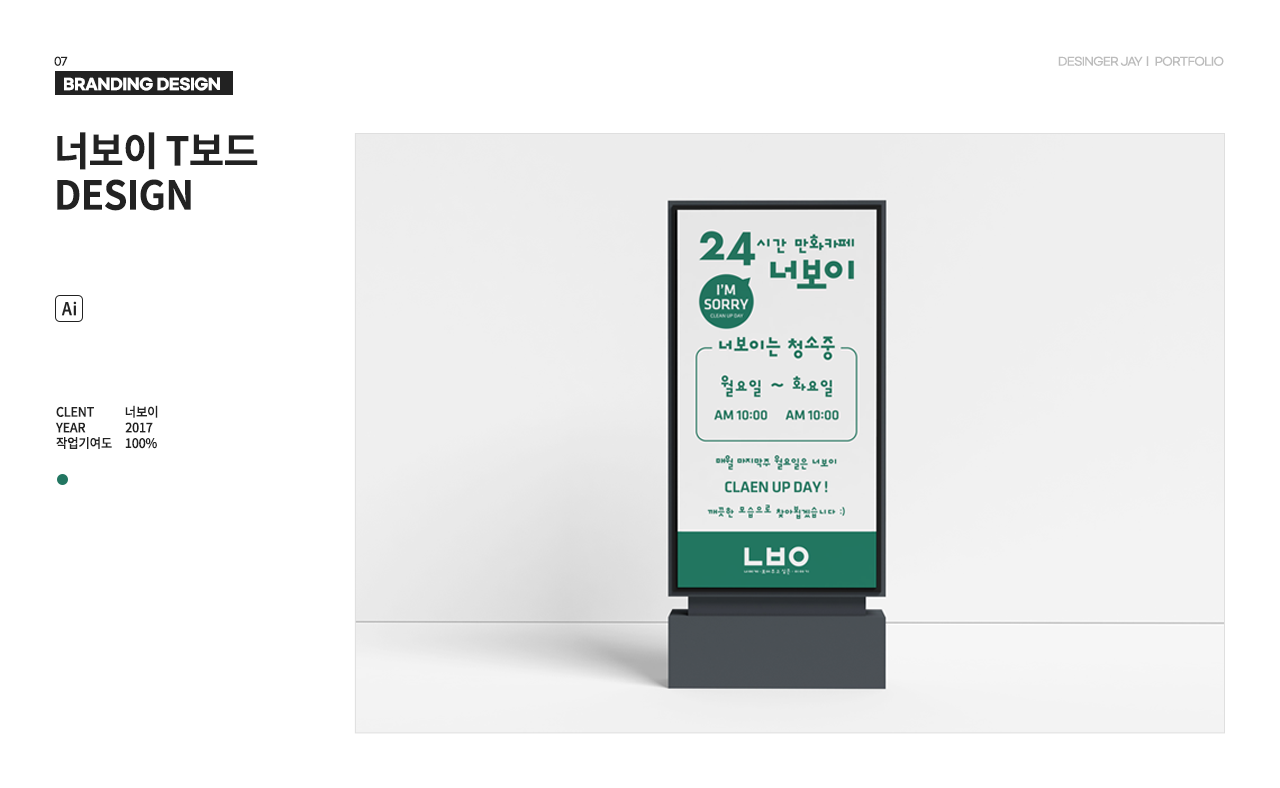 07
BRANDING DESIGN
DESINGER JAY | PORTFOLIO
너보이 T보드
DESIGN
Ai
CLENT 너보이
YEAR 2017
작업기여도 100%
24시간 만화카페
너보이
I'M
SORRY
CLEAN UP DAY
너보이는 청소중
월요일 ~ 화요일
AM 10:00 AM 10:00
매월 마지막주 월요일은 너보이
CLAEN UP DAY !
깨끗한 모습으로 찾아뵙겠습니다 :)
ㄴㅂㅇ